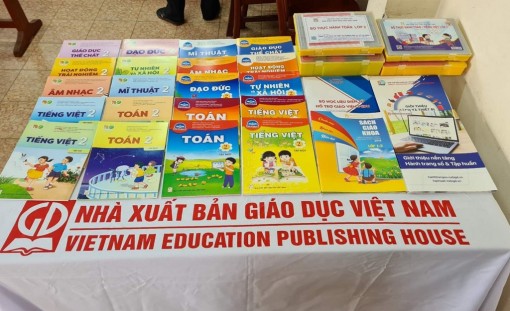 GIÁO DỤC
THỂ CHẤT
ĐẠO ĐỨC
MĨ THUẬT
GIÁO DỤC
THỂ CHẤT
HOẠT ĐỘNG
TRẢI NGHIỆM 2
TỰ NHIÊN
VÀ XÃ HỘI
ÂM NHẠC
HOẠT ĐỘNG
TRẢI NGHIỆM
ÂM NHẠC 2
MĨ THUẬT 2
ĐẠO ĐỨC
TỰ NHIÊN
VÀ XÃ HỘI
TIẾNG VIỆT 2
TOÁN 2
TOÁN
TIẾNG VIỆT
TIẾNG VIỆT 2
TOÁN 2
TOÁN
TIẾNG VIỆT
SÁCH
GIÁO KHOA
Giới thiệu nền tảng
Hành trang số & Tập huấn
GD
NHÀ XUẤT BẢN GIÁO DỤC VIỆT NAM
VIETNAM EDUCATION PUBLISHING HOUSE